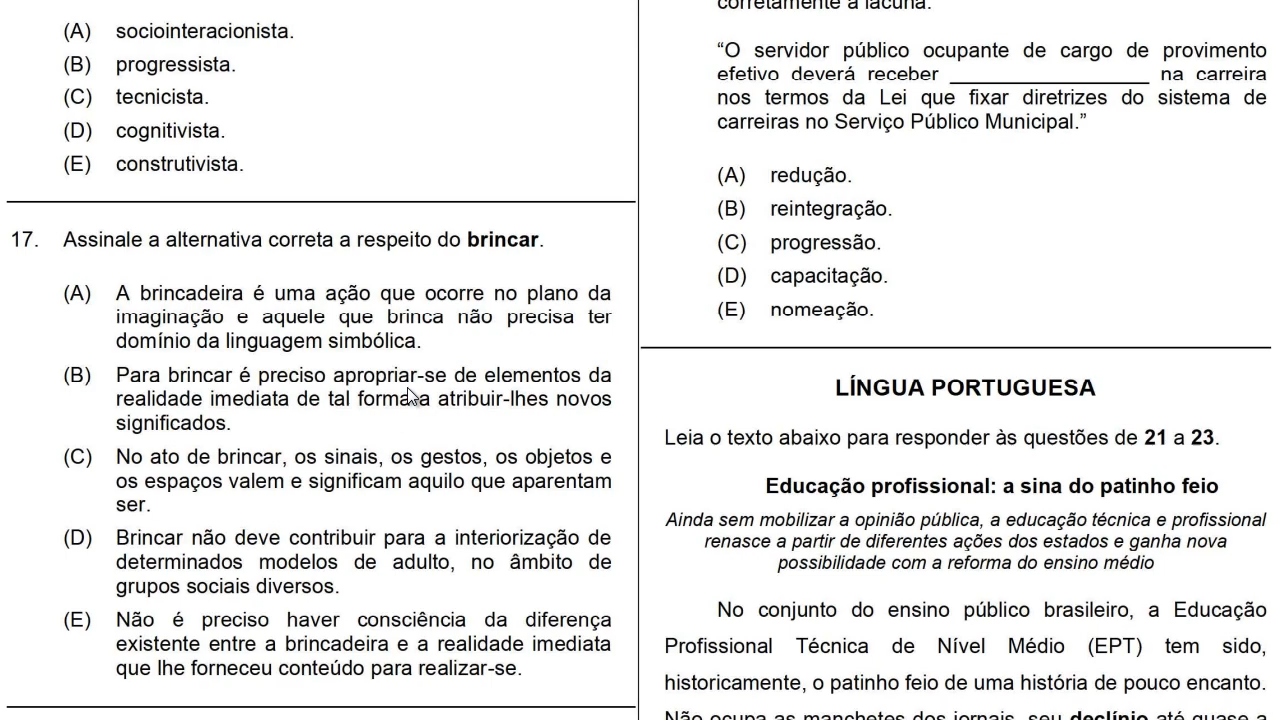 (A) sociointeracionista.
(B) progressista.
(C) tecnicista.
(D) cognitivista.
(E) construtivista.
17. Assinale a alternativa correta a respeito do brincar.
(A) A brincadeira é uma ação que ocorre no plano da
imaginação e aquele que brinca não precisa ter
domínio da linguagem simbólica.
(B) Para brincar é preciso apropriar-se de elementos da
realidade imediata de tal forma a atribuir-lhes novos
significados.
(C) No ato de brincar, os sinais, os gestos, os objetos e
os espaços valem e significam aquilo que aparentam
ser.
(D) Brincar não deve contribuir para a interiorização de
determinados modelos de adulto, no âmbito de
grupos sociais diversos.
(E) Não é preciso haver consciência da diferença
existente entre a brincadeira e a realidade imediata
que lhe forneceu conteúdo para realizar-se.
corretamente a lacuna.
“O servidor público ocupante de cargo de provimento
efetivo deverá receber __________________ na carreira
nos termos da Lei que fixar diretrizes do sistema de
carreiras no Serviço Público Municipal.”
(A) redução.
(B) reintegração.
(C) progressão.
(D) capacitação.
(E) nomeação.
LÍNGUA PORTUGUESA
Leia o texto abaixo para responder às questões de 21 a 23.
Educação profissional: a sina do patinho feio
Ainda sem mobilizar a opinião pública, a educação técnica e profissional
renasce a partir de diferentes ações dos estados e ganha nova
possibilidade com a reforma do ensino médio
No conjunto do ensino público brasileiro, a Educação
Profissional Técnica de Nível Médio (EPT) tem sido,
historicamente, o patinho feio de uma história de pouco encanto.
Não ocupa as manchetes dos jornais, seu declínio até quase a